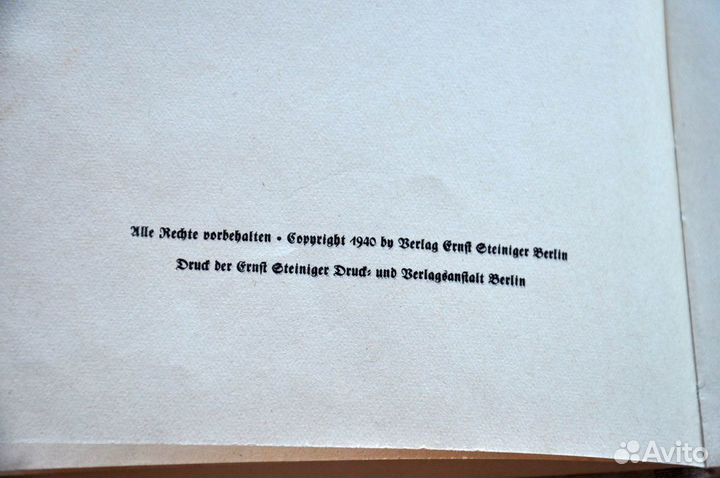 Alle Rechte vorbehalten • Copyright 1940 by Verlag Ernst Steiniger Berlin
Druck der Ernst Steiniger Druck- und Verlagsanstalt Berlin
Avito